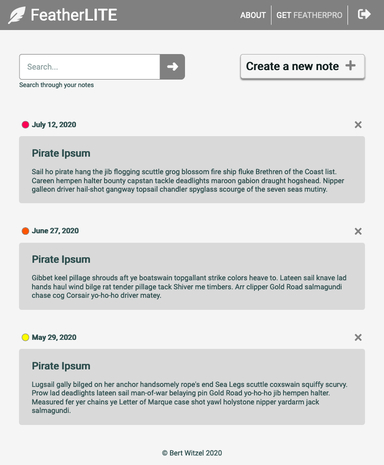 FeatherLITE
ABOUT
GET FEATHERPRO
Search...
Create a new note +
Search through your notes
July 12, 2020
Pirate Ipsum
Sail ho pirate hang the jib flogging scuttle grog blossom fire ship fluke Brethren of the Coast list.
Careen hempen halter bounty capstan tackle deadlights maroon gabion draught hogshead. Nipper
galleon driver hail-shot gangway topsail chandler spyglass scourge of the seven seas mutiny.
June 27, 2020
Pirate Ipsum
Gibbet keel pillage shrouds aft ye boatswain topgallant strike colors heave to. Lateen sail knave lad
hands haul wind bilge rat tender pillage tack Shiver me timbers. Arr clipper Gold Road salmagundi
chase cog Corsair yo-ho-ho driver matey.
May 29, 2020
Pirate Ipsum
Lugsail gally bilged on her anchor handsomely rope's end Sea Legs scuttle coxswain squiffy scurvy.
Prow lad deadlights lateen sail man-of-war belaying pin Gold Road yo-ho-ho jib hempen halter.
Measured fer yer chains ye Letter of Marque case shot yawl holystone nipper yardarm jack
salmagundi.
© Bert Witzel 2020